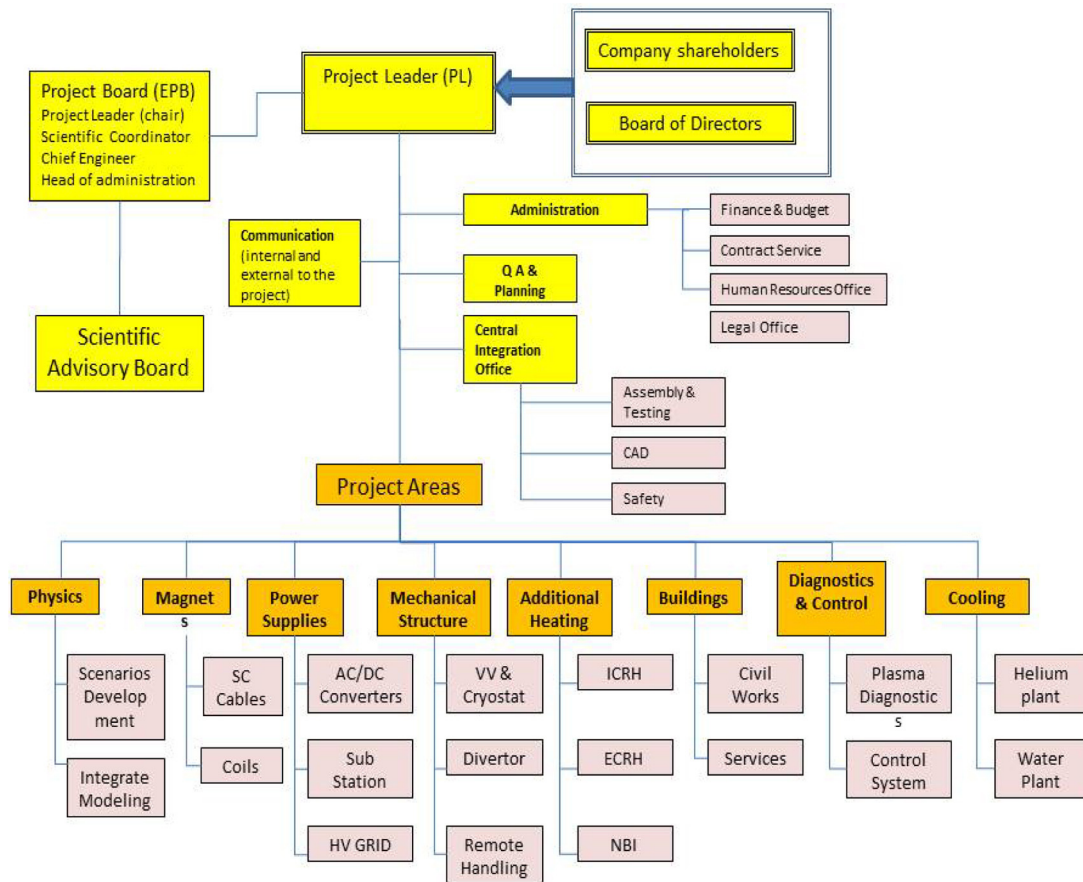 Company shareholders
Board of Directors
Project Leader (PL)
Project Board (EPB)
Project Leader (chair)
Scientific Coordinator
Chief Engineer
Head of administration
Scientific
Advisory Board
Communication
(internal and
external to the
project)
Administration
Q A &
Planning
Central
Integration
Office
Finance & Budget
Contract Service
Human Resources Office
Legal Office
Assembly &
Testing
CAD
Safety
Project Areas
Physics
Scenarios
Develop
ment
Integrate
Modeling
Magnet
s
SC
Cables
Coils
Power
Supplies
AC/DC
Converters
Sub
Station
HV GRID
Mechanical
Structure
VV &
Cryostat
Divertor
Remote
Handling
Additional
Heating
ICRH
ECRH
NBI
Buildings
Civil
Works
Services
Diagnostics
& Control
Plasma
Diagnostic
s
Control
System
Cooling
Helium
plant
Water
Plant